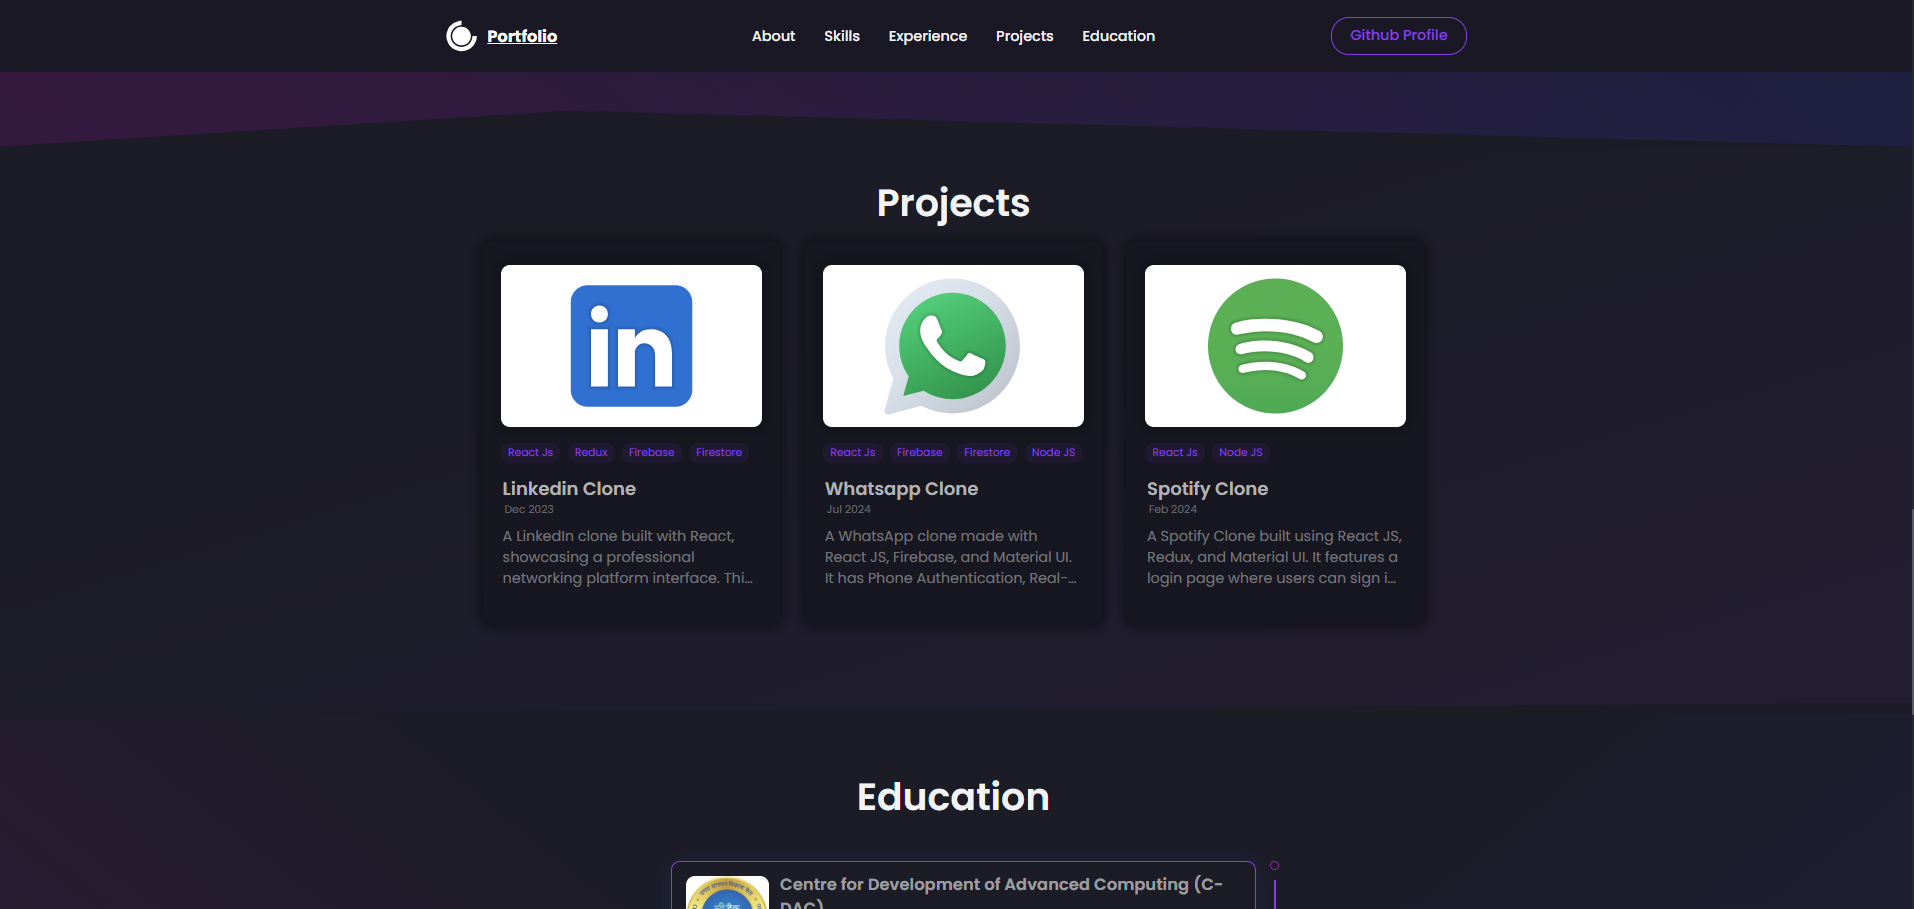 Portfolio
About
Skills
Experience
Projects
Education
Github Profile
Projects
in
React Js
Redux
Firebase
Firestore
Linkedin Clone
Dec 2023
A LinkedIn clone built with React,
showcasing a professional
networking platform interface. Thi...
React Js
Firebase
Firestore
Node JS
Whatsapp Clone
Jul 2024
A WhatsApp clone made with
React JS, Firebase, and Material UI.
It has Phone Authentication, Real-...
React Js
Node JS
Spotify Clone
Feb 2024
A Spotify Clone built using React JS,
Redux, and Material UI. It features a
login page where users can sign i...
Education
Centre for Development of Advanced Computing (C-
DAC)